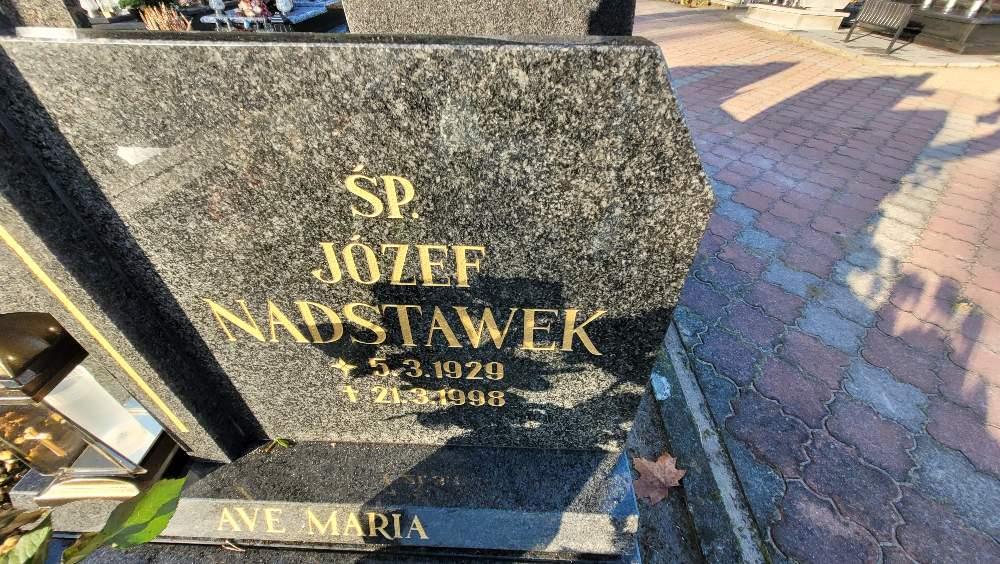 ŚP.
JÓZEF
NADSTAWEK
5.3.1929
† 21.3.1998
AVE MARIA